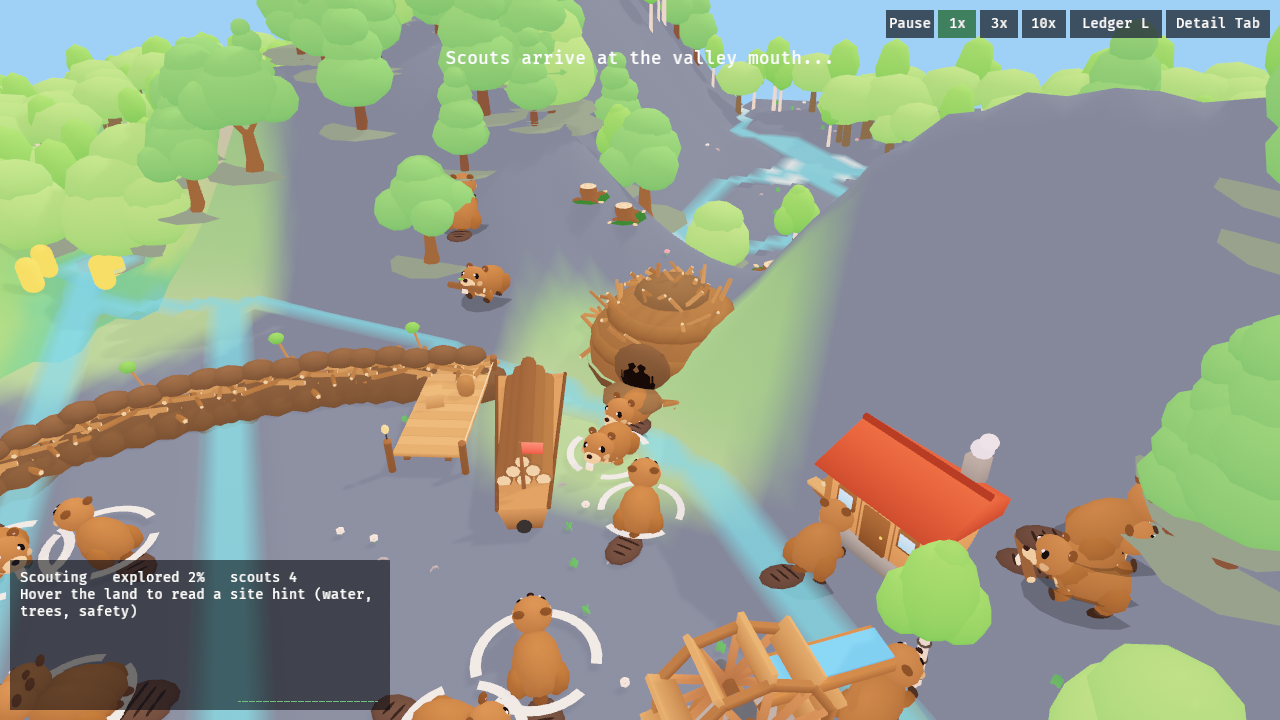 Pause 1x 3x 10x Ledger L Detail Tab
Scouts arrive at the valley mouth...
Scouting explored 2% scouts 4
Hover the land to read a site hint (water,
trees, safety)